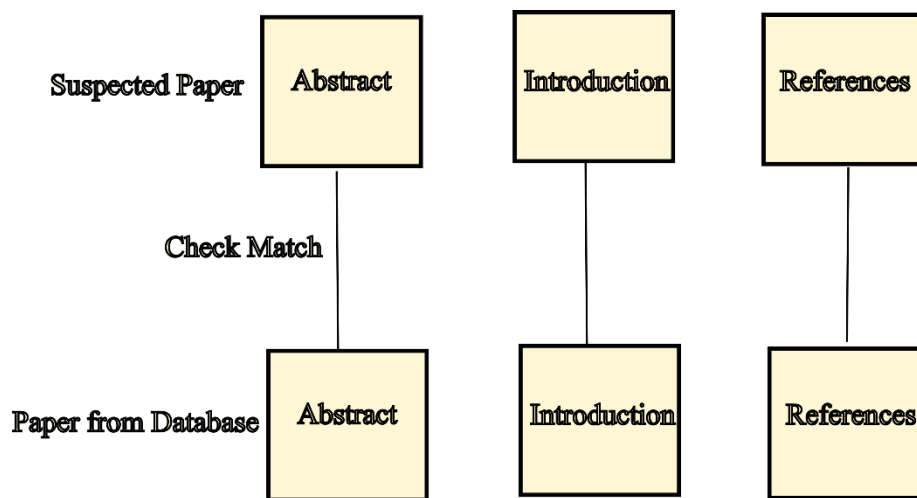 Suspected Paper
Abstract
Introduction
References
Check Match
Paper from Database
Abstract
Introduction
References